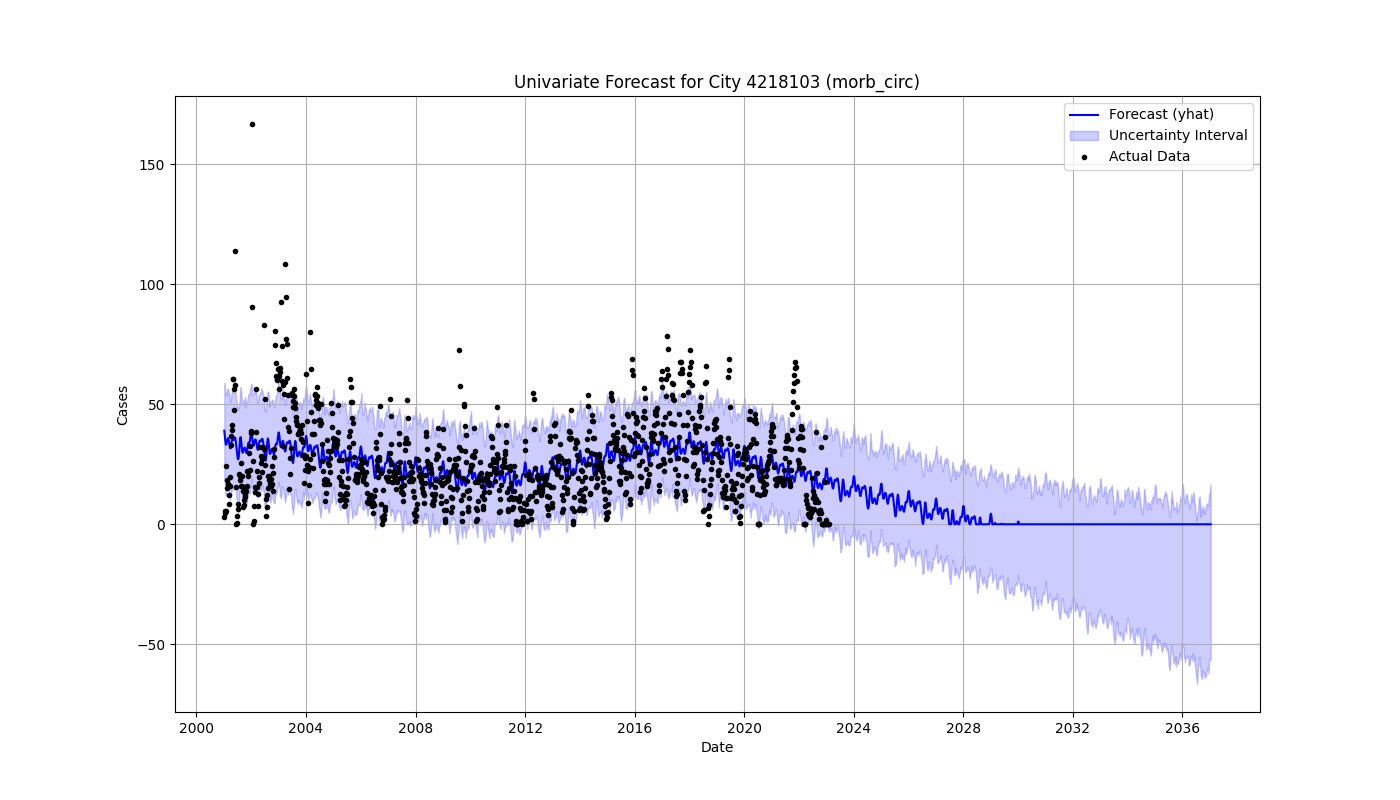 Univariate Forecast for City 4218103 (morb_circ)
Forecast (yhat)
Uncertainty Interval
Actual Data
Cases
150
100
50
0
−50
2000 2004 2008 2012 2016 2020 2024 2028 2032 2036
Date